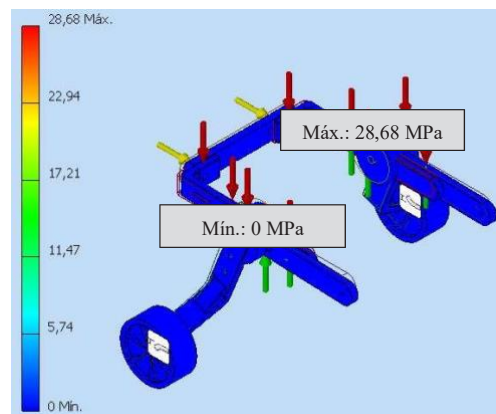 28,68 Máx.
22,94
Máx.: 28,68 MPa
17,21
Mín.: 0 MPa
11,47
5,74
0 Mín.